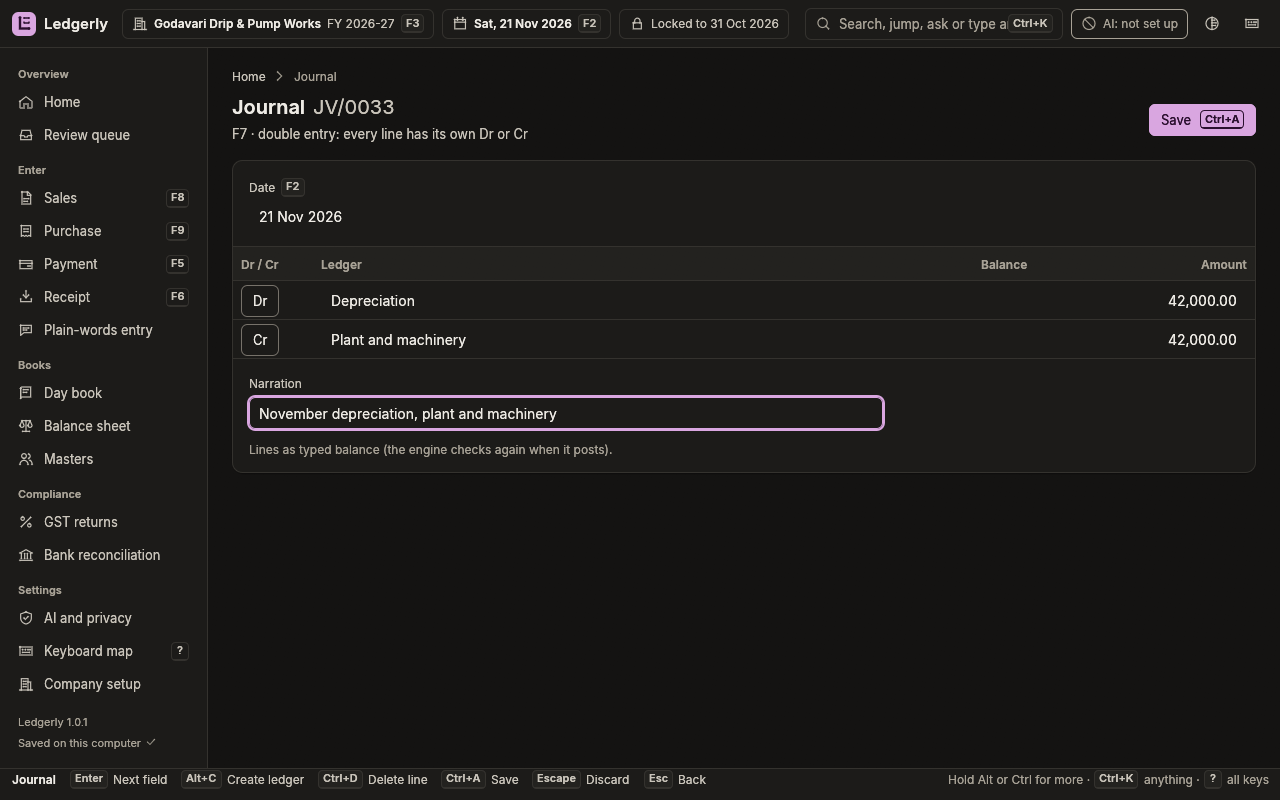 Ledgerly
Godavari Drip & Pump Works FY 2026-27 F3
Sat, 21 Nov 2026 F2
Locked to 31 Oct 2026
Search, jump, ask or type a Ctrl+K
AI: not set up
Overview
Home
Review queue
Enter
Sales F8
Purchase F9
Payment F5
Receipt F6
Plain-words entry
Books
Day book
Balance sheet
Masters
Compliance
GST returns
Bank reconciliation
Settings
AI and privacy
Keyboard map ?
Company setup
Ledgerly 1.0.1
Saved on this computer
Home Journal
Journal JV/0033
F7 · double entry: every line has its own Dr or Cr
Save Ctrl+A
Date F2
21 Nov 2026
Dr / Cr Ledger Balance Amount
Dr Depreciation 42,000.00
Cr Plant and machinery 42,000.00
Narration
November depreciation, plant and machinery
Lines as typed balance (the engine checks again when it posts).
Journal Enter Next field Alt+C Create ledger Ctrl+D Delete line Ctrl+A Save Escape Discard Esc Back
Hold Alt or Ctrl for more · Ctrl+K anything · ? all keys